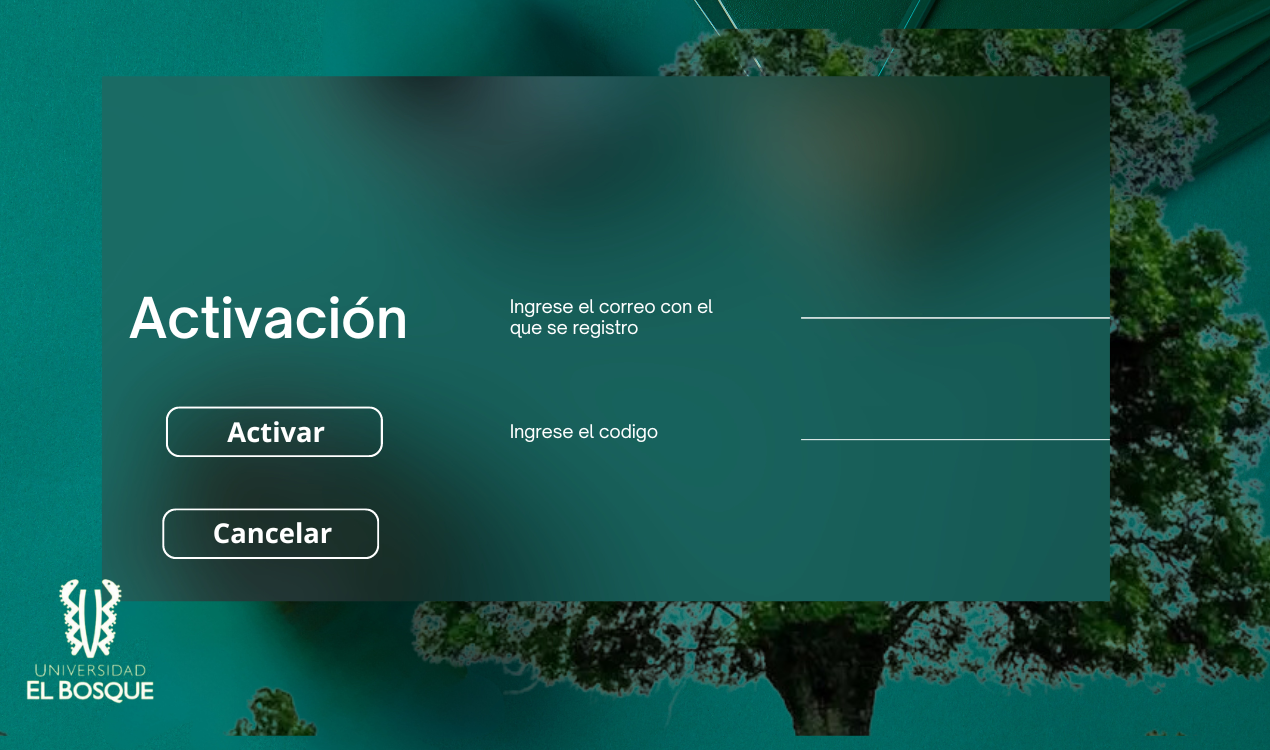 Activación
Activar
Cancelar
Ingrese el correo con el
que se registro
Ingrese el codigo
UNIVERSIDAD
EL BOSQUE